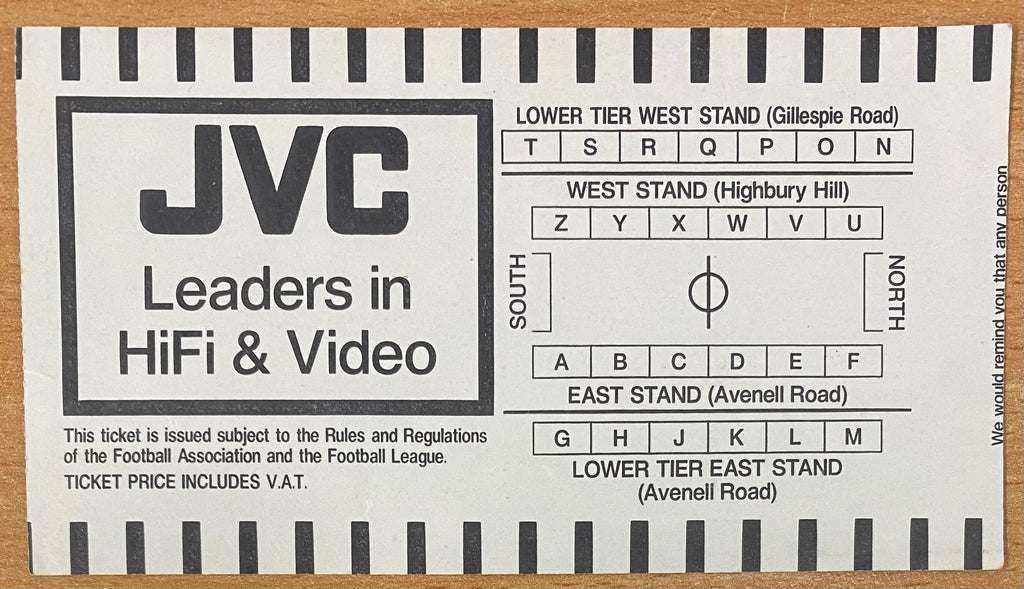 JVC
Leaders in
HiFi & Video
This ticket is issued subject to the Rules and Regulations
of the Football Association and the Football League.
TICKET PRICE INCLUDES V.A.T.
LOWER TIER WEST STAND (Gillespie Road)
T S R Q P O N
WEST STAND (Highbury Hill)
Z Y X W V U
SOUTH
NORTH
A B C D E F
EAST STAND (Avenell Road)
G H J K L M
LOWER TIER EAST STAND
(Avenell Road)
We would remind you that any person